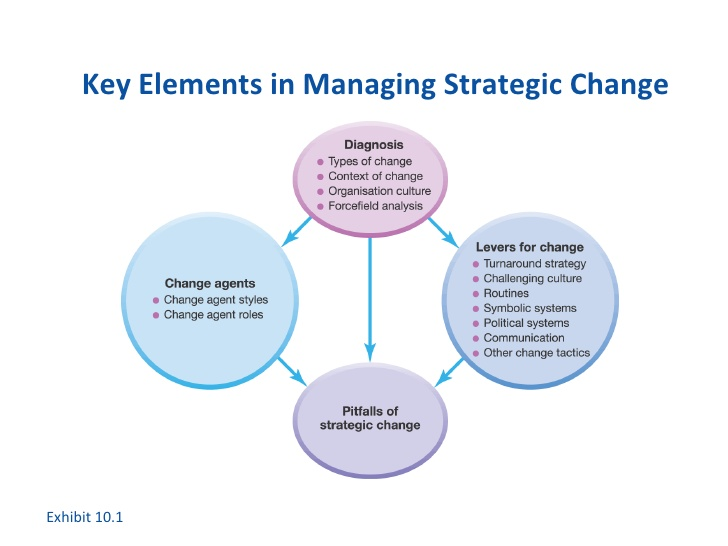 Key Elements in Managing Strategic Change
Diagnosis
● Types of change
● Context of change
● Organisation culture
● Forcefield analysis
Change agents
● Change agent styles
● Change agent roles
Levers for change
● Turnaround strategy
● Challenging culture
● Routines
● Symbolic systems
● Political systems
● Communication
● Other change tactics
Pitfalls of
strategic change
Exhibit 10.1